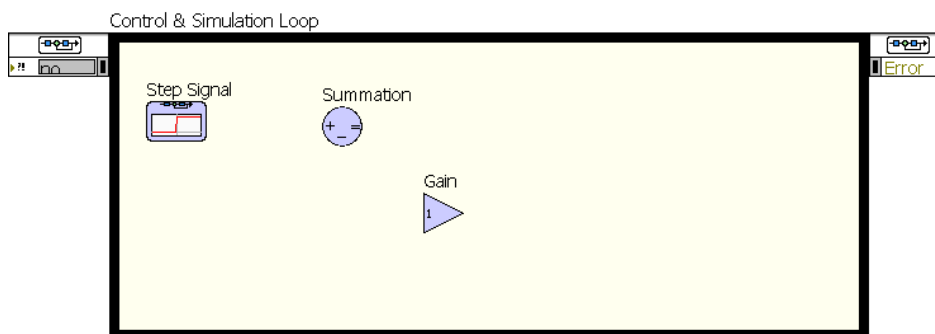 Control & Simulation Loop
?! no
Error
Step Signal
Summation
+ - =
Gain
1